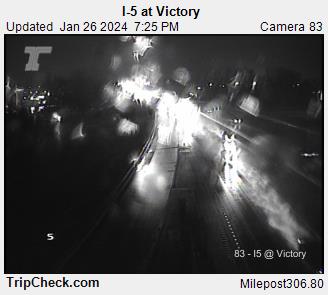 I-5 at Victory
Updated Jan 26 2024 7:25 PM Camera 83
T
S
83 - I5 @ Victory
TripCheck.com Milepost306.80